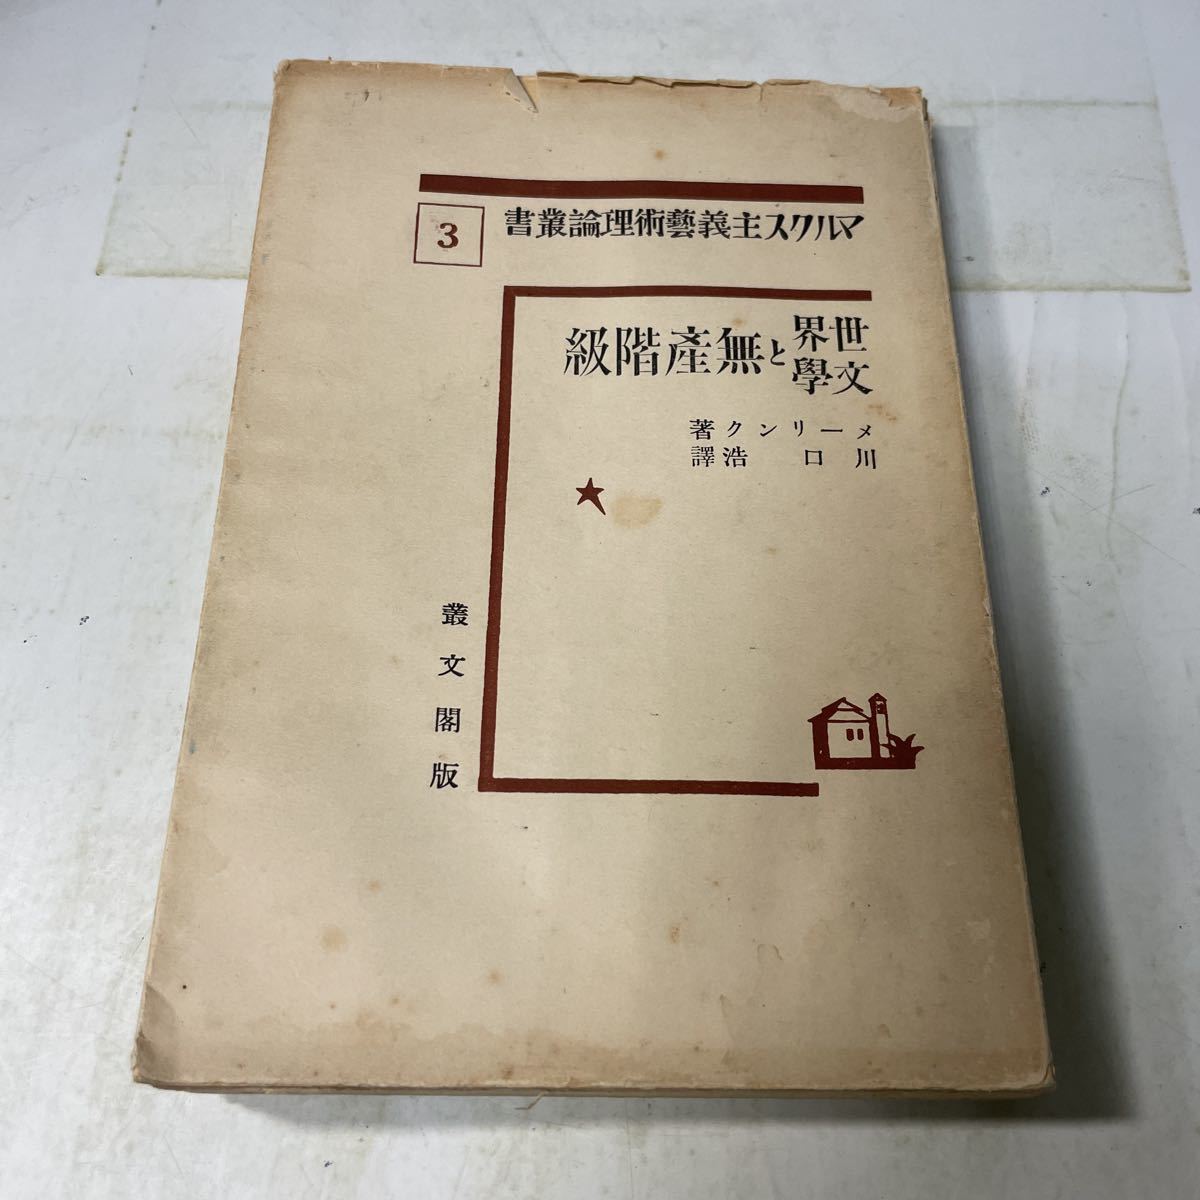 マルクス主義藝術理論叢書
3
世界
文學
と無產階級
メーリンク著
川口浩譯
叢文閣版